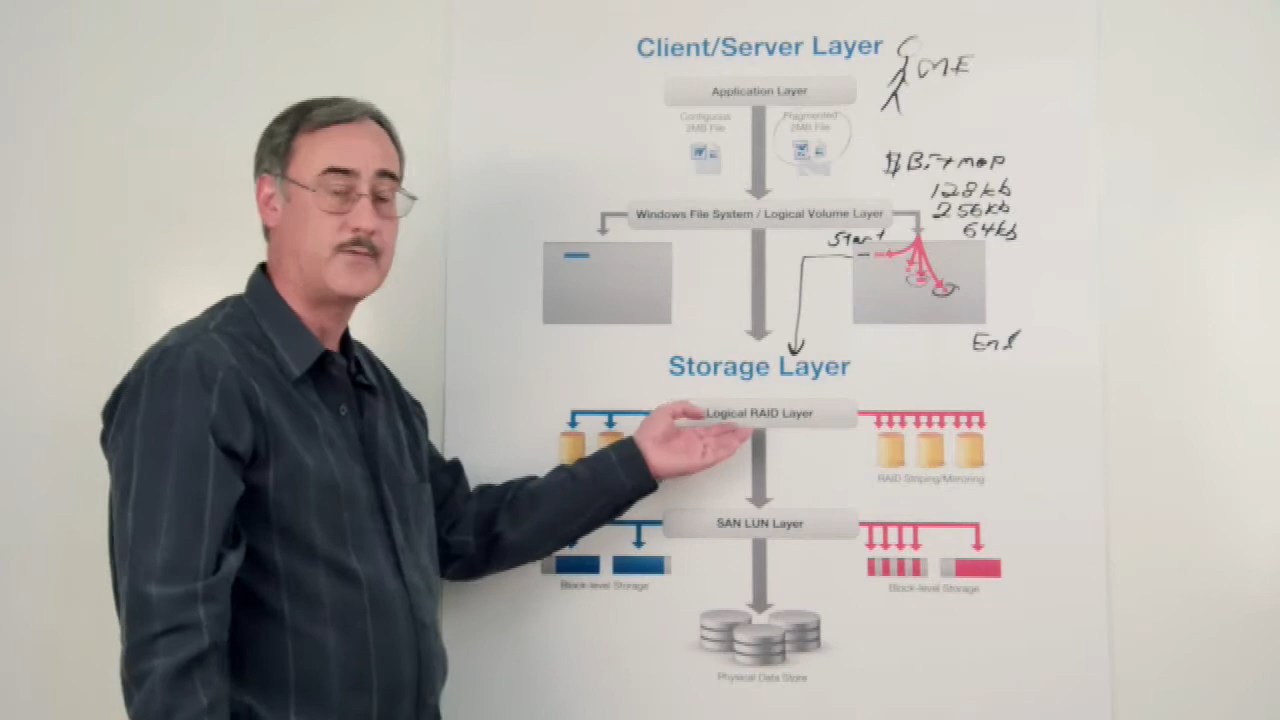 Client/Server Layer
ME
Application Layer
Contiguous
2MB File
Fragmented
2MB File
$Bitmap
128kb
256kb
64kb
Windows File System / Logical Volume Layer
Start
End
Storage Layer
Logical RAID Layer
RAID Striping/Mirroring
SAN LUN Layer
Block-level Storage
Block-level Storage
Physical Data Store